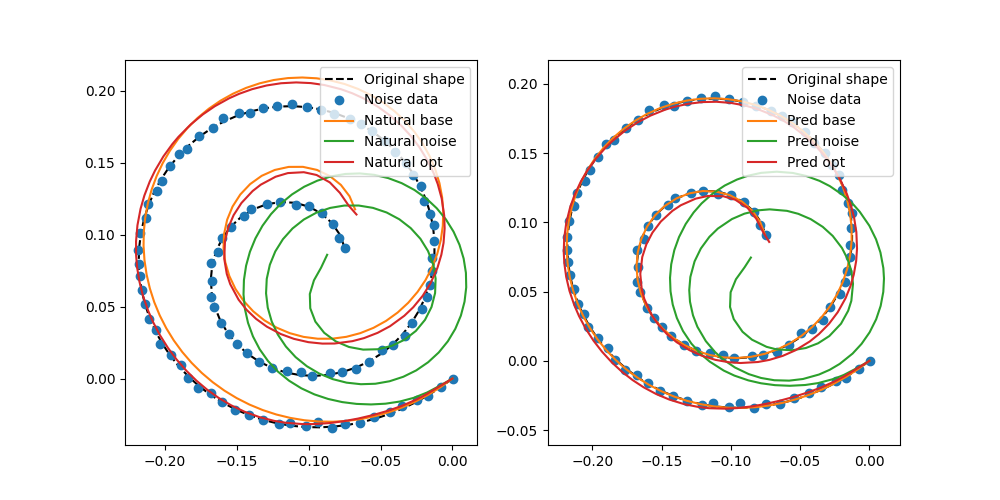 Original shape
Noise data
Natural base
Natural noise
Natural opt
0.20
0.15
0.10
0.05
0.00
−0.20
−0.15
−0.10
−0.05
0.00
Original shape
Noise data
Pred base
Pred noise
Pred opt
0.20
0.15
0.10
0.05
0.00
−0.05
−0.20
−0.15
−0.10
−0.05
0.00